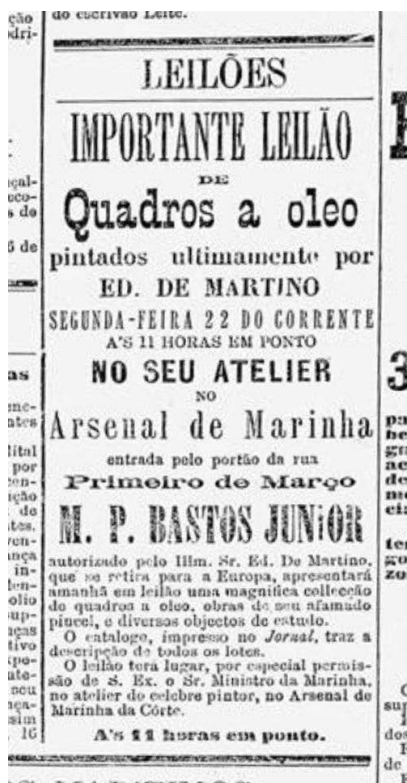 do escrivão Leite.
LEILÕES
IMPORTANTE LEILÃO
DE
Quadros a oleo
pintados ultimamente por
ED. DE MARTINO
SEGUNDA-FEIRA 22 DO CORRENTE
A'S 11 HORAS EM PONTO
NO SEU ATELIER
NO
Arsenal de Marinha
entrada pelo portão da rua
Primeiro de Março
M. P. BASTOS JUNIOR
autorizado pelo Illm. Sr. Ed. De Martino,
que se retira para a Europa, apresentará
amanhã em leilão uma magnifica collecção
de quadros a oleo, obras de seu afamado
pincel, e diversos objectos de estudo.
O catalogo, impresso no Jornal, traz a
descripção de todos os lotes.
O leilão terá lugar, por especial permis-
são de S. Ex. o Sr. Ministro da Marinha,
no atelier do celebre pintor, no Arsenal de
Marinha da Côrte.
A's 11 horas em ponto.